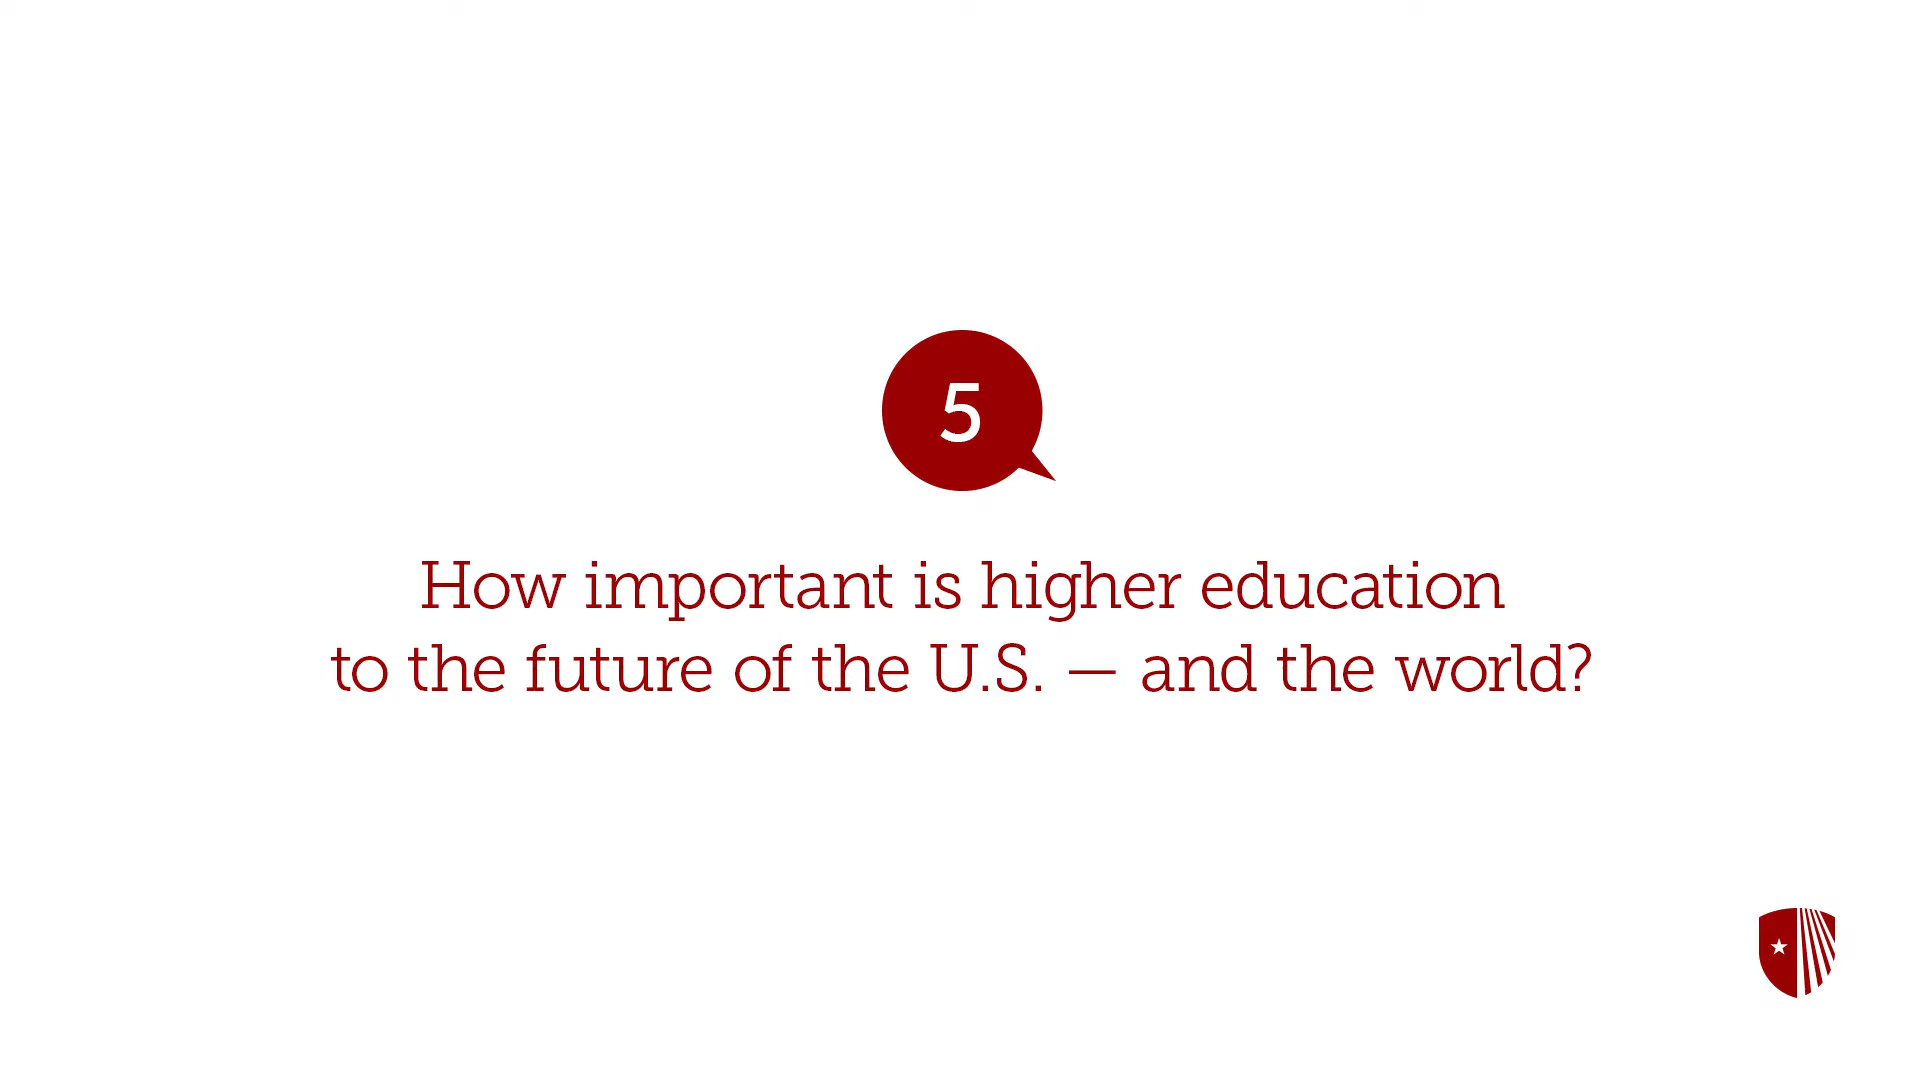 5
How important is higher education
to the future of the U.S. — and the world?